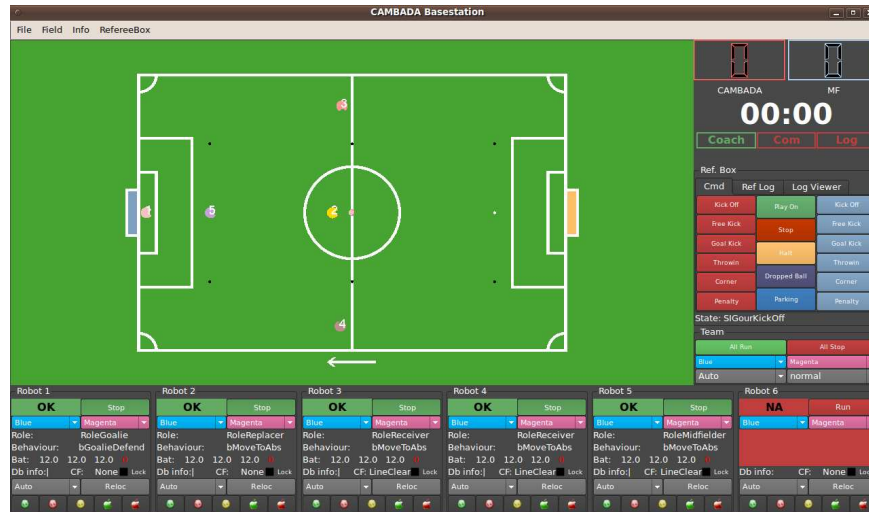 CAMBADA Basestation
File Field Info RefereeBox
0 0
CAMBADA MF
00:00
Coach Com Log
Ref. Box
Cmd Ref Log Log Viewer
Kick Off Play On Kick Off
Free Kick Stop Free Kick
Goal Kick Halt Goal Kick
Throwin Dropped Ball Throwin
Corner Parking Corner
Penalty Penalty
State: SIGourKickOff
Team
All Run All Stop
Blue Magenta
Auto normal
3
1 5 2
4
Robot 1 Robot 2 Robot 3 Robot 4 Robot 5 Robot 6
OK Stop OK Stop OK Stop OK Stop OK Stop NA Run
Blue Magenta Blue Magenta Blue Magenta Blue Magenta Blue Magenta Blue Magenta
Role: RoleGoalie Role: RoleReplacer Role: RoleReceiver Role: RoleReceiver Role: RoleMidfielder
Behaviour: bGoalieDefend Behaviour: bMoveToAbs Behaviour: bMoveToAbs Behaviour: bMoveToAbs Behaviour: bMoveToAbs
Bat: 12.0 12.0 12.0 0 Bat: 12.0 12.0 12.0 0 Bat: 12.0 12.0 12.0 0 Bat: 12.0 12.0 12.0 0 Bat: 12.0 12.0 12.0 0
Db info:| CF: None Lock Db info:| CF: None Lock Db info:| CF: LineClear Lock Db info:| CF: LineClear Lock Db info:| CF: LineClear Lock Db info: CF: None Lock
Auto Reloc Auto Reloc Auto Reloc Auto Reloc Auto Reloc Auto Reloc